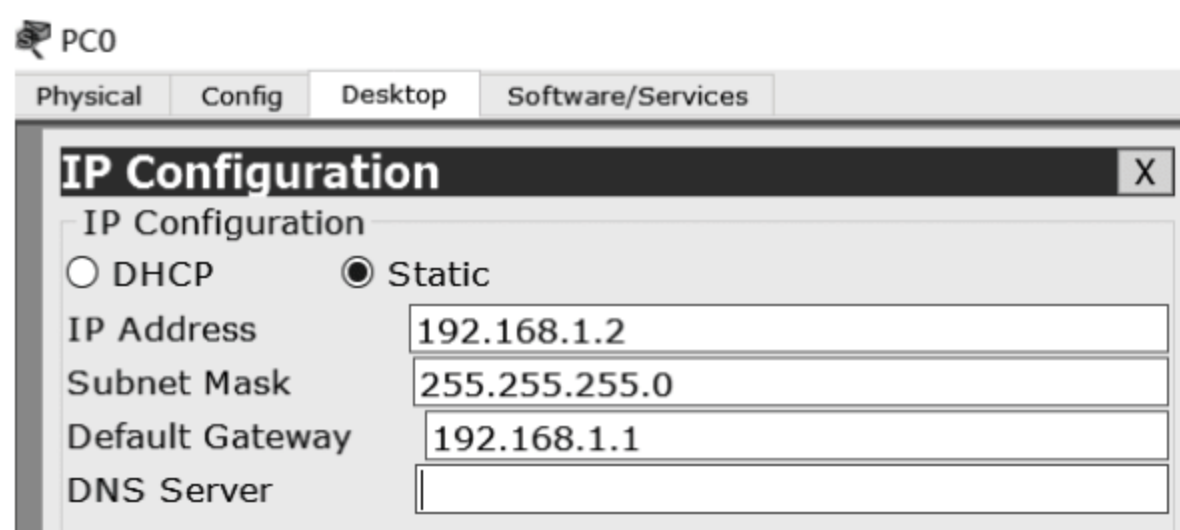 PC0
Physical Config Desktop Software/Services
IP Configuration X
IP Configuration
DHCP Static
IP Address 192.168.1.2
Subnet Mask 255.255.255.0
Default Gateway 192.168.1.1
DNS Server